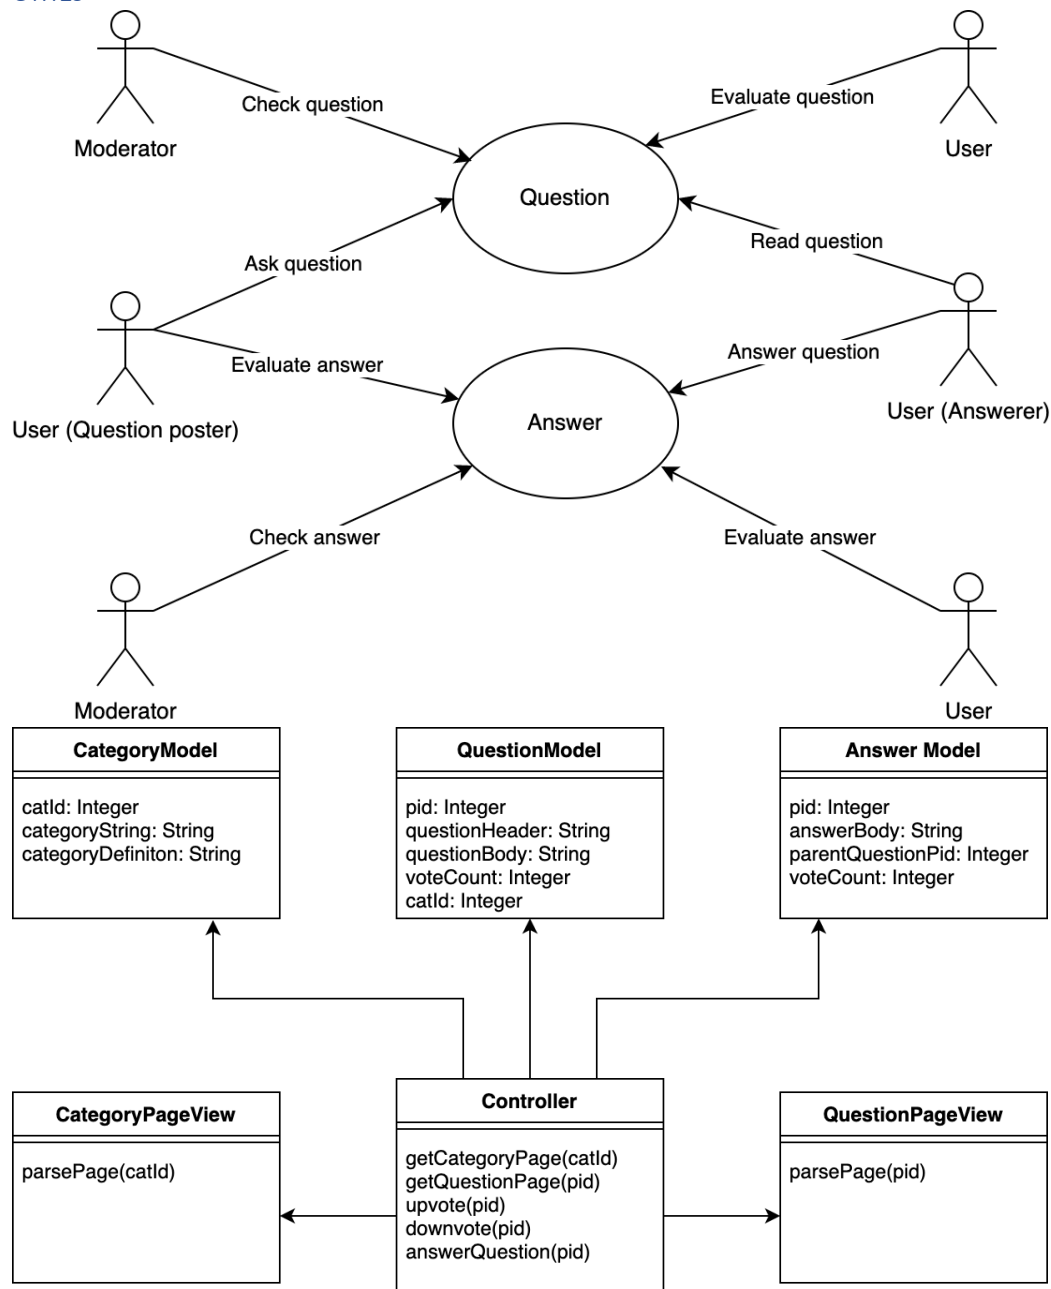 Check question
Evaluate question
Moderator
User
Question
Read question
Ask question
Evaluate answer
Answer question
User (Question poster)
User (Answerer)
Answer
Check answer
Evaluate answer
Moderator
User
CategoryModel
catId: Integer
categoryString: String
categoryDefiniton: String
QuestionModel
pid: Integer
questionHeader: String
questionBody: String
voteCount: Integer
catId: Integer
Answer Model
pid: Integer
answerBody: String
parentQuestionPid: Integer
voteCount: Integer
CategoryPageView
parsePage(catId)
Controller
getCategoryPage(catId)
getQuestionPage(pid)
upvote(pid)
downvote(pid)
answerQuestion(pid)
QuestionPageView
parsePage(pid)